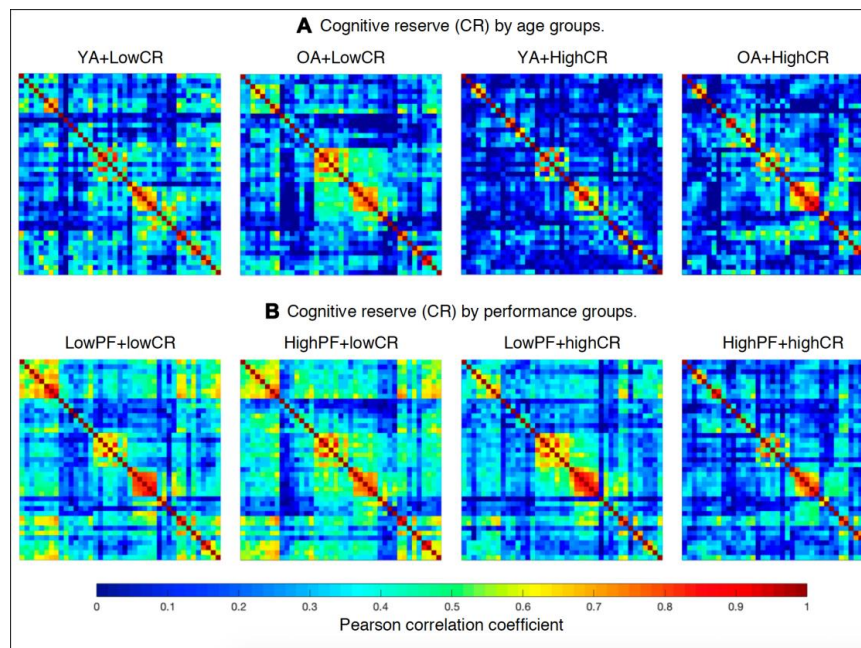 A Cognitive reserve (CR) by age groups.
YA+LowCR OA+LowCR YA+HighCR OA+HighCR
B Cognitive reserve (CR) by performance groups.
LowPF+lowCR HighPF+lowCR LowPF+highCR HighPF+highCR
0 0.1 0.2 0.3 0.4 0.5 0.6 0.7 0.8 0.9 1
Pearson correlation coefficient